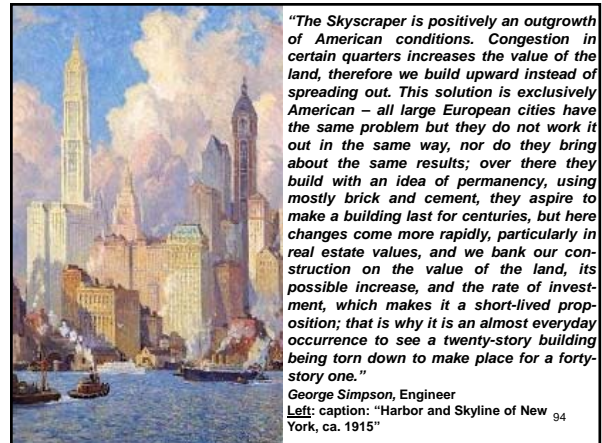 “The Skyscraper is positively an outgrowth
of American conditions. Congestion in
certain quarters increases the value of the
land, therefore we build upward instead of
spreading out. This solution is exclusively
American – all large European cities have
the same problem but they do not work it
out in the same way, nor do they bring
about the same results; over there they
build with an idea of permanency, using
mostly brick and cement, they aspire to
make a building last for centuries, but here
changes come more rapidly, particularly in
real estate values, and we bank our con-
struction on the value of the land, its
possible increase, and the rate of invest-
ment, which makes it a short-lived prop-
osition; that is why it is an almost everyday
occurrence to see a twenty-story building
being torn down to make place for a forty-
story one.”
George Simpson, Engineer
Left: caption: “Harbor and Skyline of New
York, ca. 1915”
94